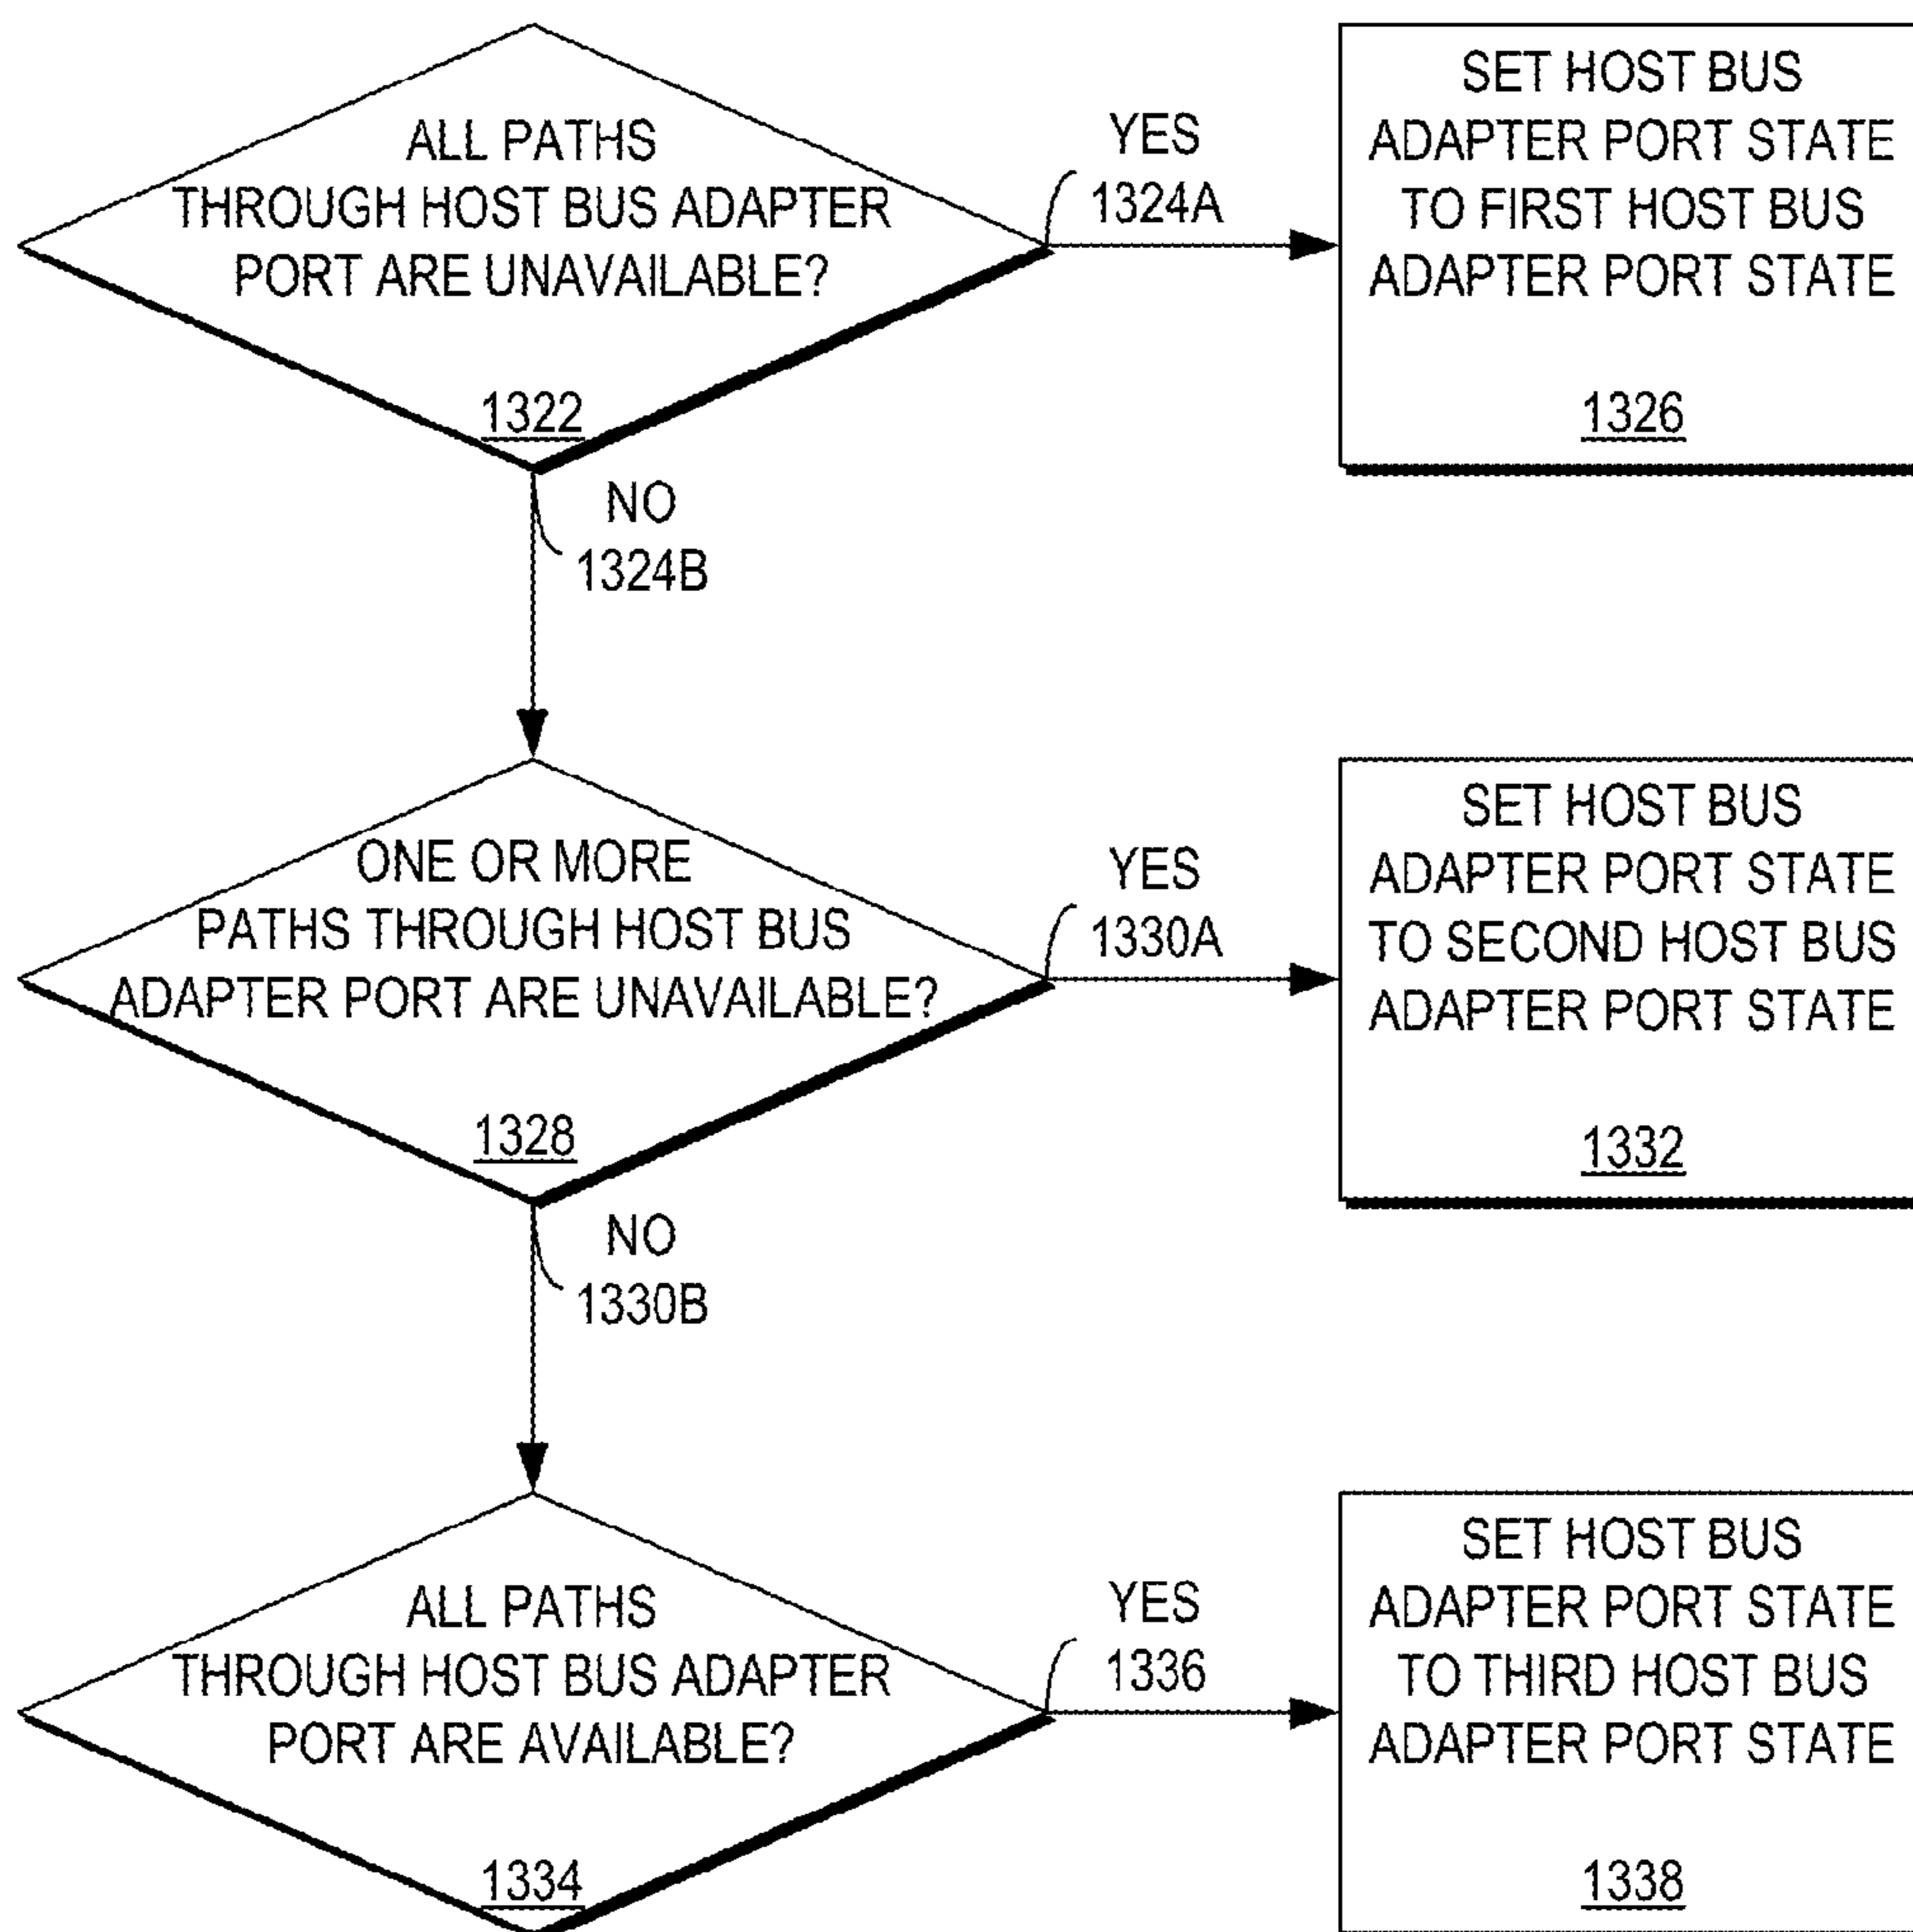 ALL PATHS
THROUGH HOST BUS ADAPTER
PORT ARE UNAVAILABLE?
1322
YES
1324A
SET HOST BUS
ADAPTER PORT STATE
TO FIRST HOST BUS
ADAPTER PORT STATE
1326
NO
1324B
ONE OR MORE
PATHS THROUGH HOST BUS
ADAPTER PORT ARE UNAVAILABLE?
1328
YES
1330A
SET HOST BUS
ADAPTER PORT STATE
TO SECOND HOST BUS
ADAPTER PORT STATE
1332
NO
1330B
ALL PATHS
THROUGH HOST BUS ADAPTER
PORT ARE AVAILABLE?
1334
YES
1336
SET HOST BUS
ADAPTER PORT STATE
TO THIRD HOST BUS
ADAPTER PORT STATE
1338